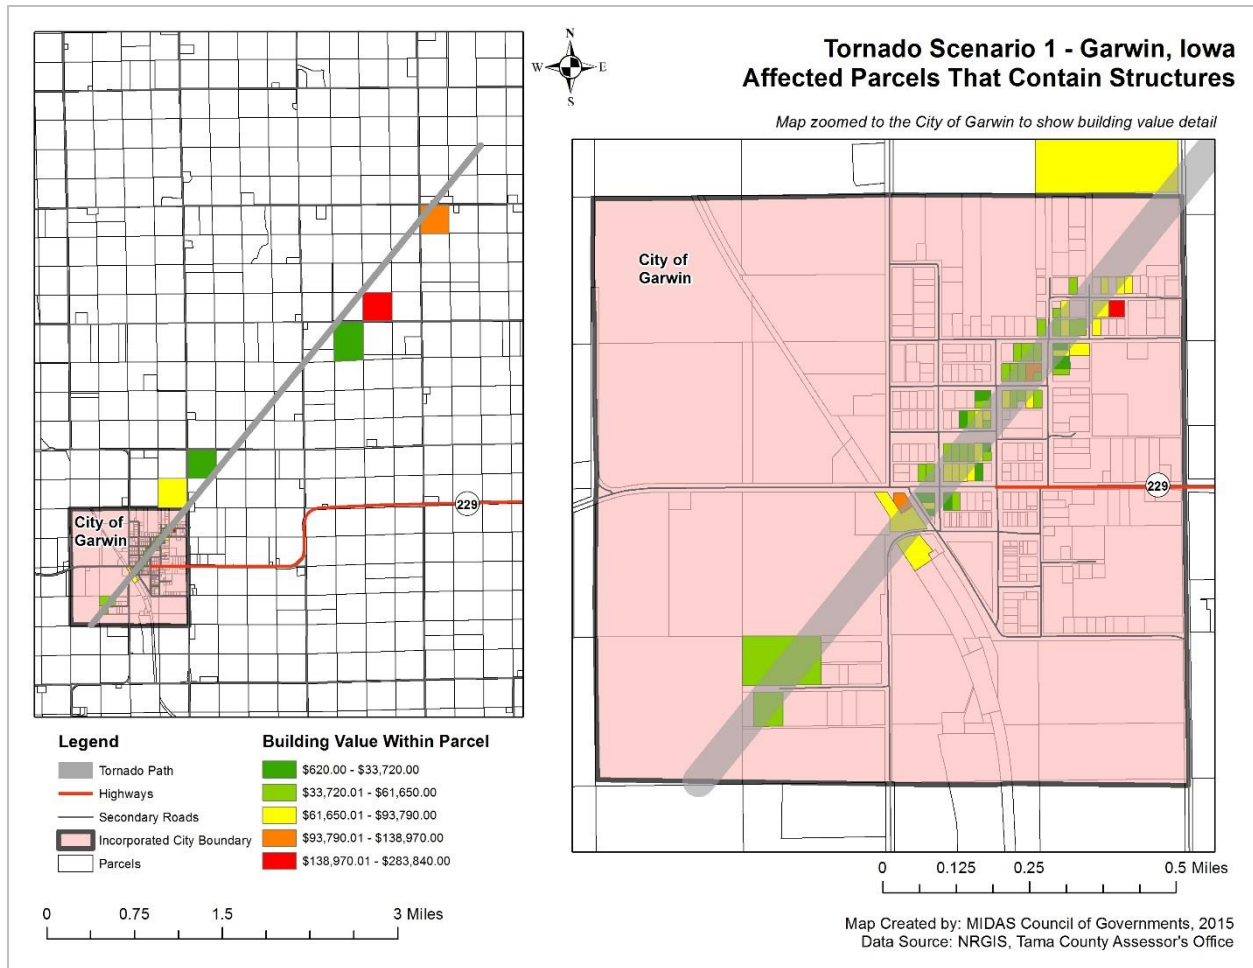 Tornado Scenario 1 - Garwin, Iowa
Affected Parcels That Contain Structures
Map zoomed to the City of Garwin to show building value detail
N
W E
S
City of
Garwin
229
City of
Garwin
229
Legend
Tornado Path
Highways
Secondary Roads
Incorporated City Boundary
Parcels
Building Value Within Parcel
$620.00 - $33,720.00
$33,720.01 - $61,650.00
$61,650.01 - $93,790.00
$93,790.01 - $138,970.00
$138,970.01 - $283,840.00
0 0.75 1.5 3 Miles
0 0.125 0.25 0.5 Miles
Map Created by: MIDAS Council of Governments, 2015
Data Source: NRGIS, Tama County Assessor's Office